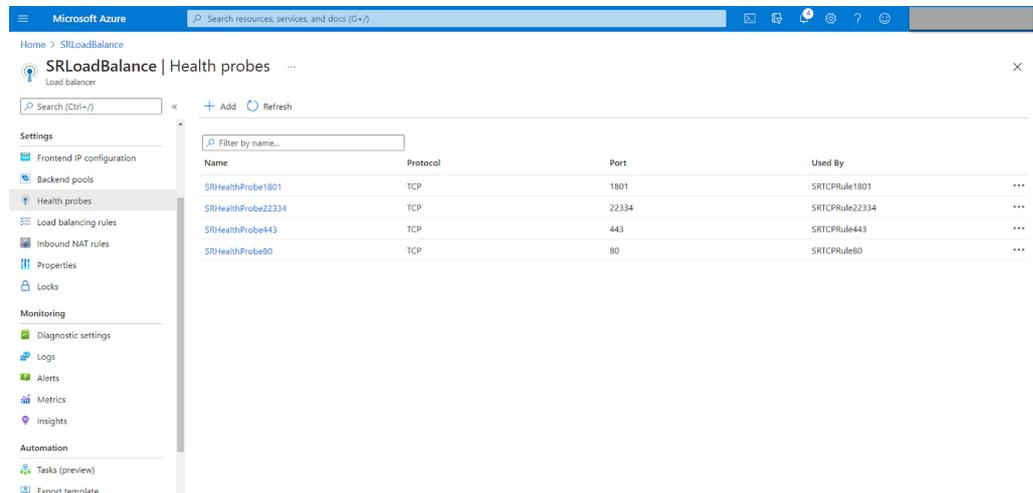 Microsoft Azure
Search resources, services, and docs (G+/)
4
Home > SRLoadBalance
SRLoadBalance | Health probes ...
Load balancer
Search (Ctrl+/) «
+ Add Refresh
Settings
Filter by name...
Name Protocol Port Used By
Frontend IP configuration
Backend pools
SRHealthProbe1801 TCP 1801 SRTCPRule1801 ...
Health probes
SRHealthProbe22334 TCP 22334 SRTCPRule22334 ...
Load balancing rules
SRHealthProbe443 TCP 443 SRTCPRule443 ...
Inbound NAT rules
SRHealthProbe80 TCP 80 SRTCPRule80 ...
Properties
Locks
Monitoring
Diagnostic settings
Logs
Alerts
Metrics
Insights
Automation
Tasks (preview)
Export template